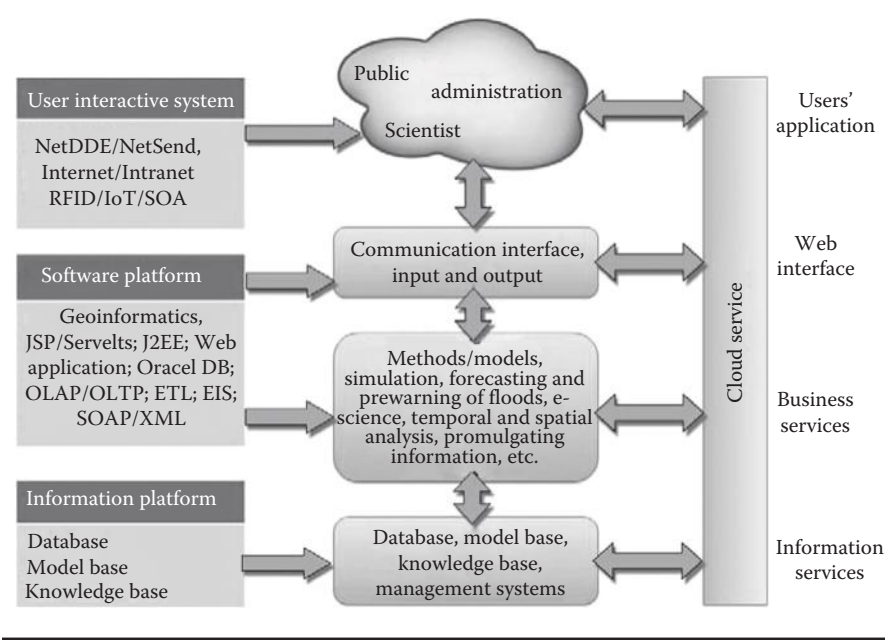 User interactive system
NetDDE/NetSend,
Internet/Intranet
RFID/IoT/SOA
Software platform
Geoinformatics,
JSP/Servelts; J2EE; Web
application; Oracel DB;
OLAP/OLTP; ETL; EIS;
SOAP/XML
Information platform
Database
Model base
Knowledge base
Public
administration
Scientist
Communication interface,
input and output
Methods/models,
simulation, forecasting and
prewarning of floods, e-
science, temporal and spatial
analysis, promulgating
information, etc.
Database, model base,
knowledge base,
management systems
Cloud service
Users'
application
Web
interface
Business
services
Information
services